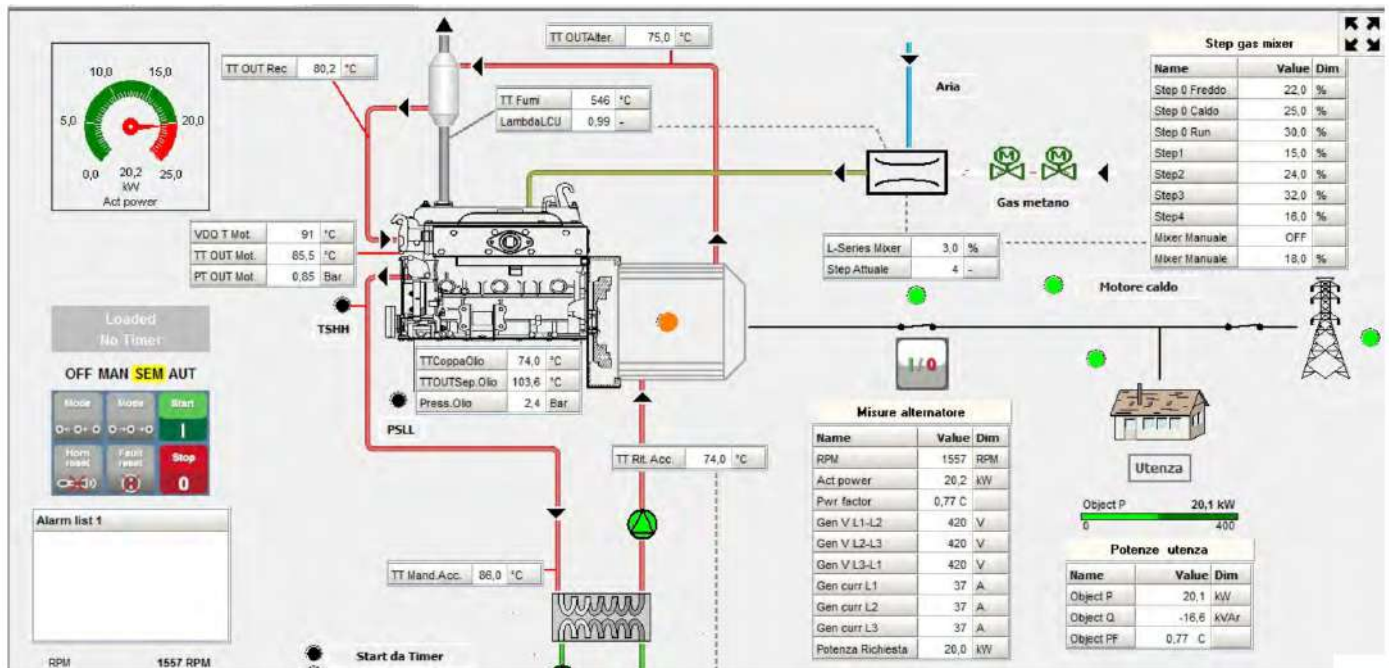 TT OUTAlter. 75,0 °C
Step gas mixer
Name Value Dim
Step 0 Freddo 22,0 %
Step 0 Caldo 25,0 %
Step 0 Run 30,0 %
Step1 15,0 %
Step2 24,0 %
Step3 32,0 %
Step4 16,0 %
Mixer Manuale OFF
Mixer Manuale 18,0 %
TT OUT Rec 80,2 °C
10,0 15,0
5,0 20,0
0,0 20,2 25,0
kW
Act power
TT Fumi 546 °C
LambdaLCU 0,99 -
Aria
M M
Gas metano
VDO T Mot. 91 °C
TT OUT Mot. 85,5 °C
PT OUT Mot. 0,85 Bar
L-Series Mixer 3,0 %
Step Attuale 4 -
Motore caldo
TSHH
Loaded
No Timer
OFF MAN SEM AUT
Mode Mode Start
I
Horn reset Fault reset Stop
0
TTCoppaOlio 74,0 °C
TTOUTSep.Olio 103,6 °C
Press.Olio 2,4 Bar
PSLL
I / 0
Misure alternatore
Name Value Dim
RPM 1557 RPM
Act power 20,2 kW
Pwr factor 0,77 C
Gen V L1-L2 420 V
Gen V L2-L3 420 V
Gen V L3-L1 420 V
Gen curr L1 37 A
Gen curr L2 37 A
Gen curr L3 37 A
Potenza Richiesta 20,0 kW
TT Rit. Acc. 74,0 °C
Utenza
Object P 20,1 kW
0 400
Potenze utenza
Name Value Dim
Object P 20,1 kW
Object Q -16,6 kVAr
Object PF 0,77 C
Alarm list 1
TT Mand.Acc. 86,0 °C
RPM 1557 RPM
Start da Timer